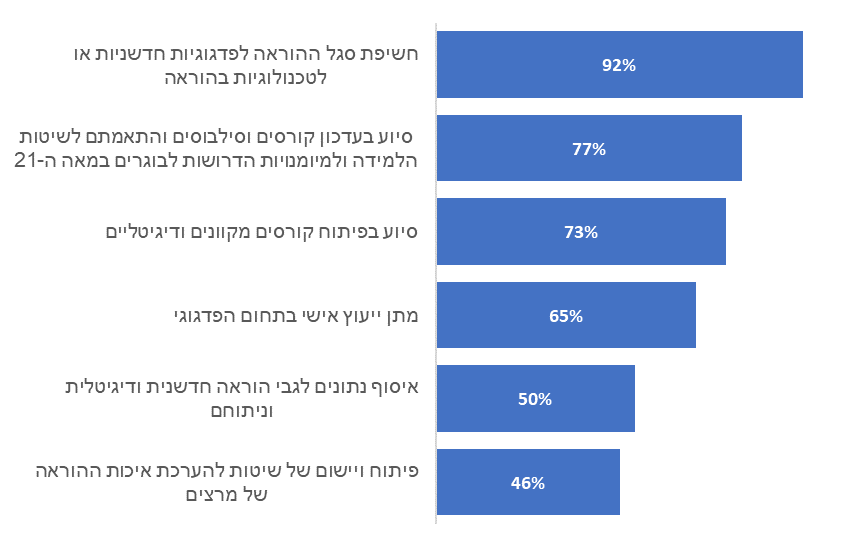 חשיפת סגל ההוראה לפדגוגיות חדשניות או
לטכנולוגיות בהוראה
92%
סיוע בעדכון קורסים וסילבוסים והתאמתם לשיטות
הלמידה ולמיומנויות הדרושות לבוגרים במאה ה-21
77%
סיוע בפיתוח קורסים מקוונים ודיגיטליים
73%
מתן ייעוץ אישי בתחום הפדגוגי
65%
איסוף נתונים לגבי הוראה חדשנית ודיגיטלית
וניתוחם
50%
פיתוח ויישום של שיטות להערכת איכות ההוראה
של מרצים
46%